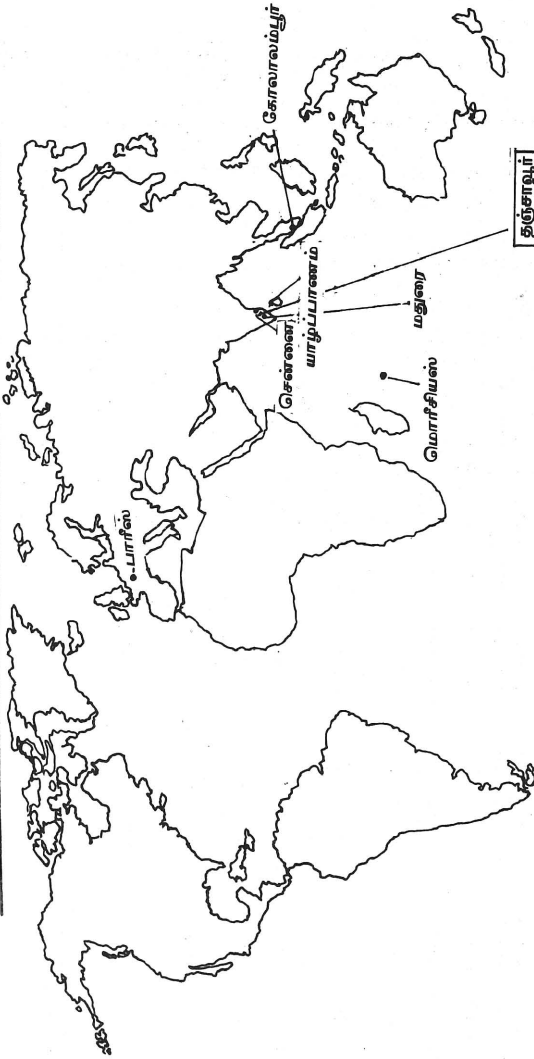 கோலாலம்பூர்
பாரீஸ்
சென்னை
யாழ்ப்பாணம்
மதுரை
மொரீசியஸ்
தஞ்சாவூர்